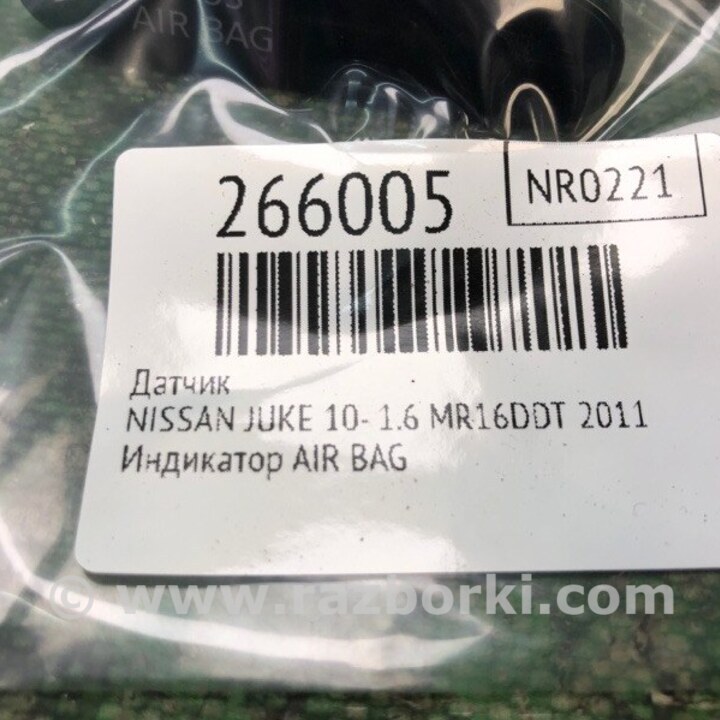 AIR BAG
266005
NR0221
Датчик
NISSAN JUKE 10- 1.6 MR16DDT 2011
Индикатор AIR BAG
© www.razborki.com